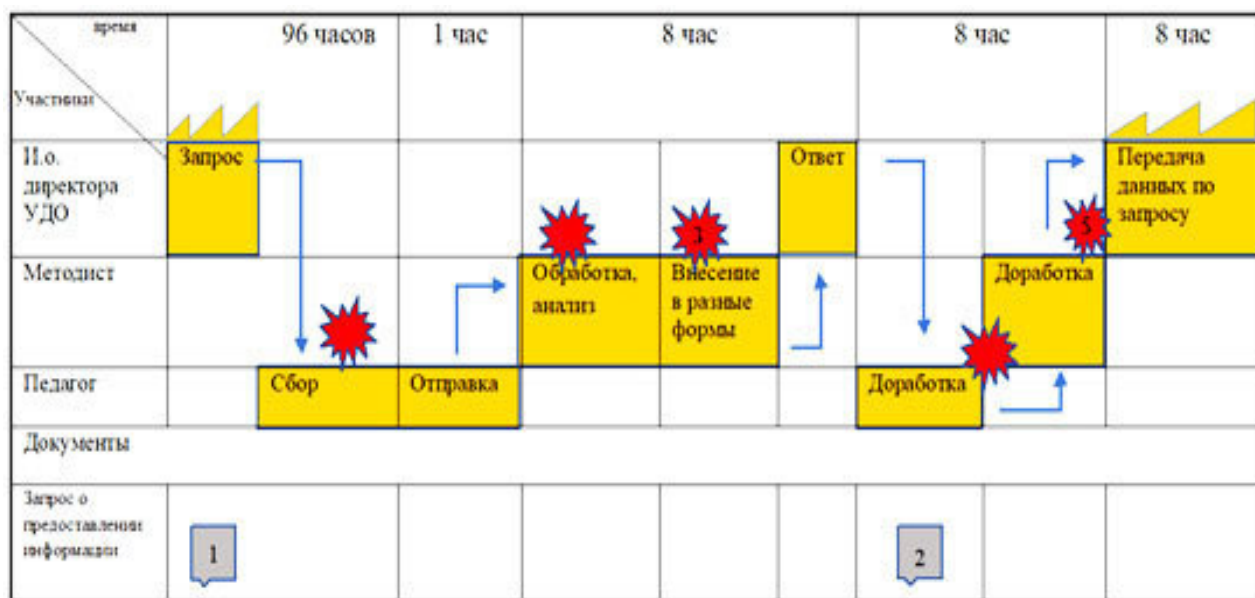 время
96 часов
1 час
8 час
8 час
8 час
Участники
И.о.
директора
УДО
Запрос
Ответ
Передача
данных по
запросу
3
5
Методист
Обработка,
анализ
Внесение
в разные
формы
Доработка
Педагог
Сбор
Отправка
Доработка
Документы
Запрос о
предоставлении
информации
1
2